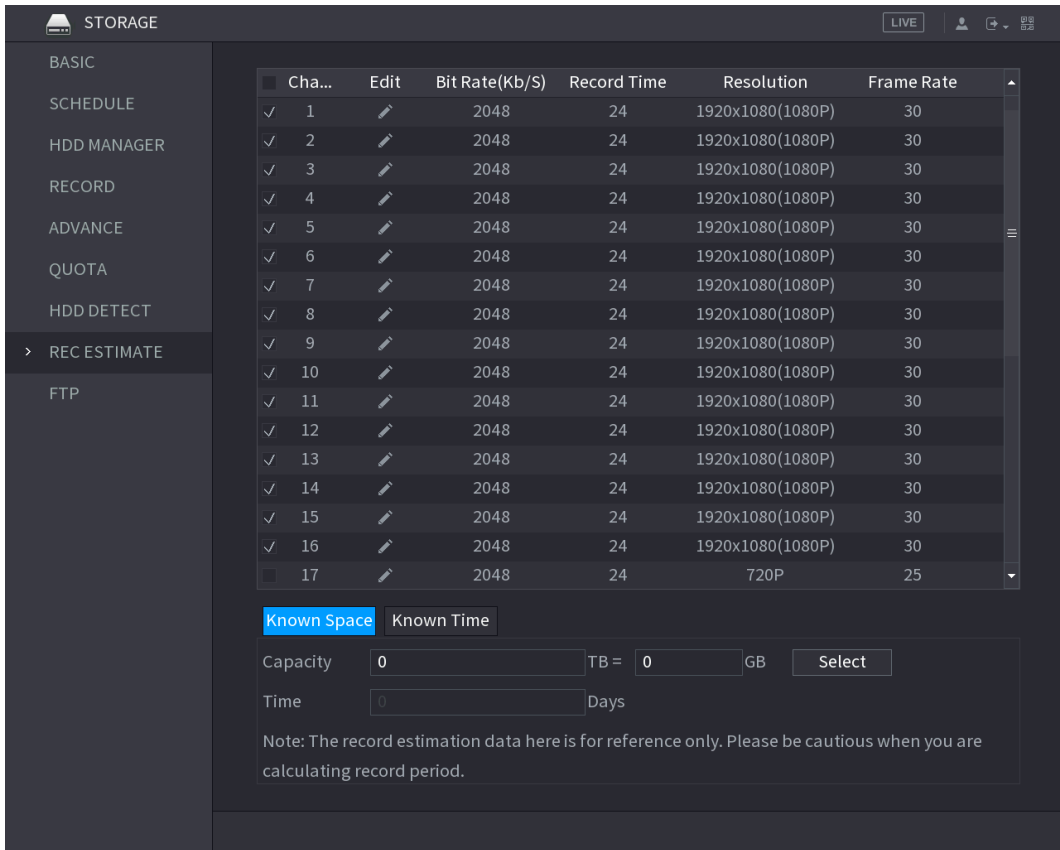 STORAGE LIVE
BASIC
SCHEDULE
HDD MANAGER
RECORD
ADVANCE
QUOTA
HDD DETECT
REC ESTIMATE
FTP
Cha... Edit Bit Rate(Kb/S) Record Time Resolution Frame Rate
1 2048 24 1920x1080(1080P) 30
2 2048 24 1920x1080(1080P) 30
3 2048 24 1920x1080(1080P) 30
4 2048 24 1920x1080(1080P) 30
5 2048 24 1920x1080(1080P) 30
6 2048 24 1920x1080(1080P) 30
7 2048 24 1920x1080(1080P) 30
8 2048 24 1920x1080(1080P) 30
9 2048 24 1920x1080(1080P) 30
10 2048 24 1920x1080(1080P) 30
11 2048 24 1920x1080(1080P) 30
12 2048 24 1920x1080(1080P) 30
13 2048 24 1920x1080(1080P) 30
14 2048 24 1920x1080(1080P) 30
15 2048 24 1920x1080(1080P) 30
16 2048 24 1920x1080(1080P) 30
17 2048 24 720P 25
Known Space Known Time
Capacity 0 TB = 0 GB Select
Time 0 Days
Note: The record estimation data here is for reference only. Please be cautious when you are
calculating record period.